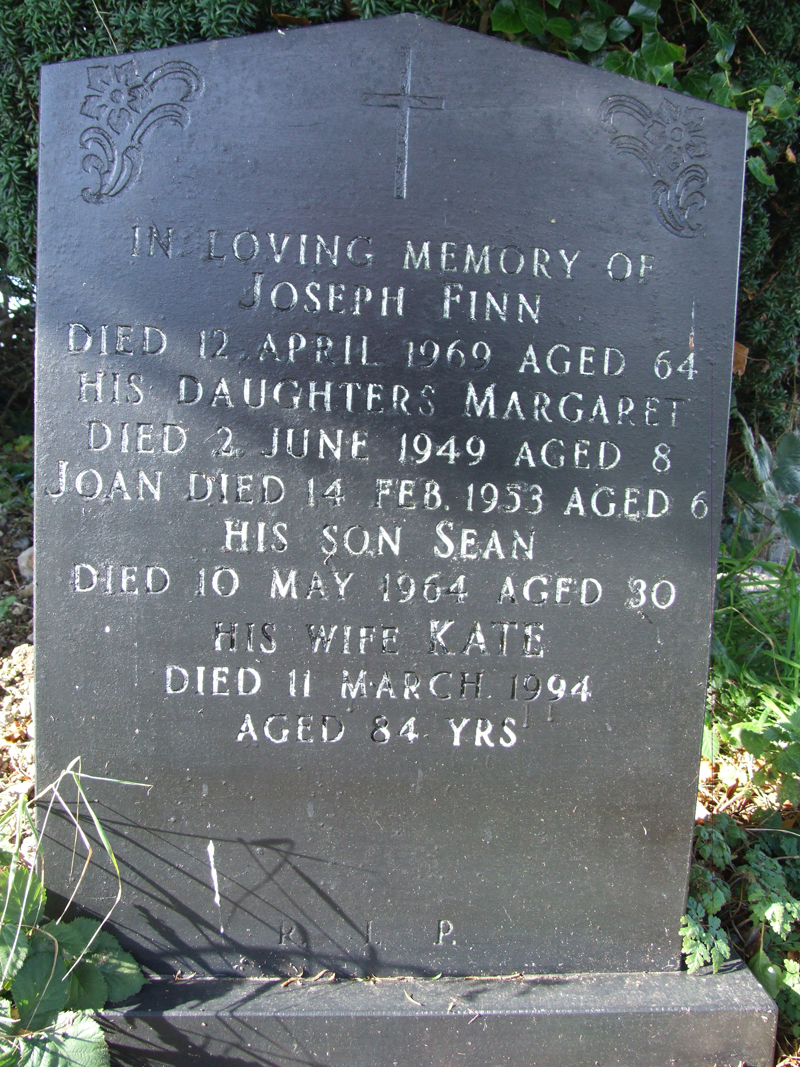 IN LOVING MEMORY OF
JOSEPH FINN
DIED 12 APRIL 1969 AGED 64
HIS DAUGHTERS MARGARET
DIED 2 JUNE 1949 AGED 8
JOAN DIED 14 FEB. 1953 AGED 6
HIS SON SEAN
DIED 10 MAY 1964 AGED 30
HIS WIFE KATE
DIED 11 MARCH 1994
AGED 84 YRS
R. I. P.